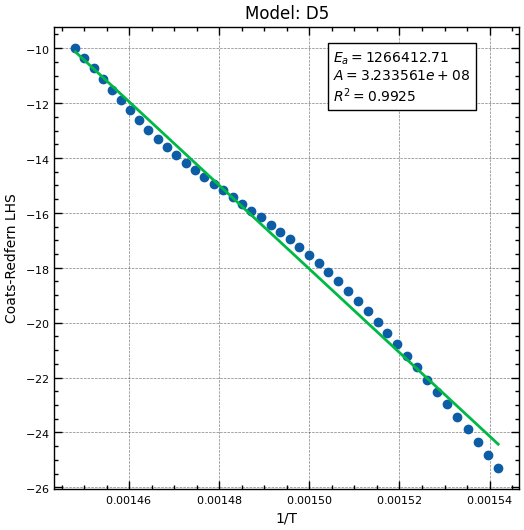 Model: D5
E_a = 1266412.71
A = 3.233561e + 08
R^2 = 0.9925
Coats-Redfern LHS
−10
−12
−14
−16
−18
−20
−22
−24
−26
0.00146 0.00148 0.00150 0.00152 0.00154
1/T